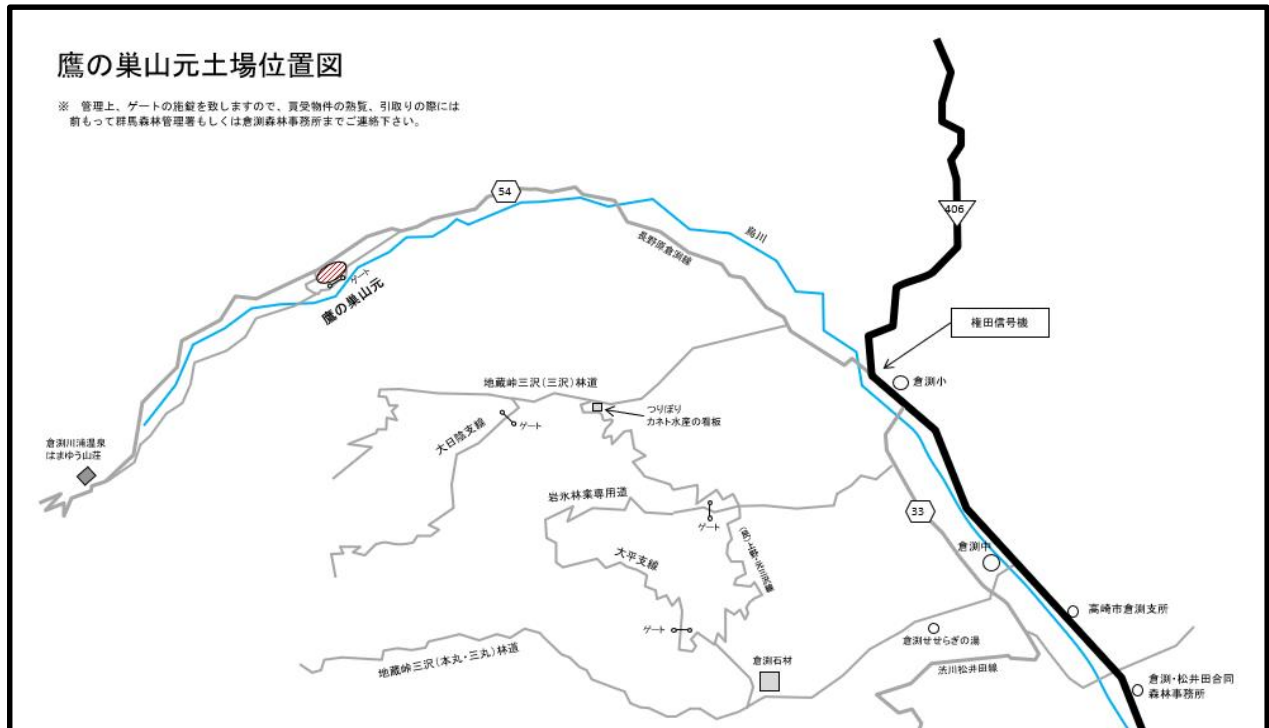 鷹の巣山元土場位置図
※　管理上、ゲートの施錠を致しますので、買受物件の熟覧、引取りの際には
前もって群馬森林管理署もしくは倉渕森林事務所までご連絡下さい。
54
406
烏川
長野原倉渕線
ゲート
鷹の巣山元
権田信号機
倉渕小
地蔵峠三沢(三沢)林道
つりぼり
カネト水産の看板
大日陰支線
ゲート
倉渕川浦温泉
はまゆう山荘
岩氷林業専用道
ゲート
33
倉渕中
大平支線
高崎市倉渕支所
ゲート
倉渕せせらぎの湯
地蔵峠三沢(本丸・三丸)林道
倉渕石材
渋川松井田線
倉渕・松井田合同
森林事務所